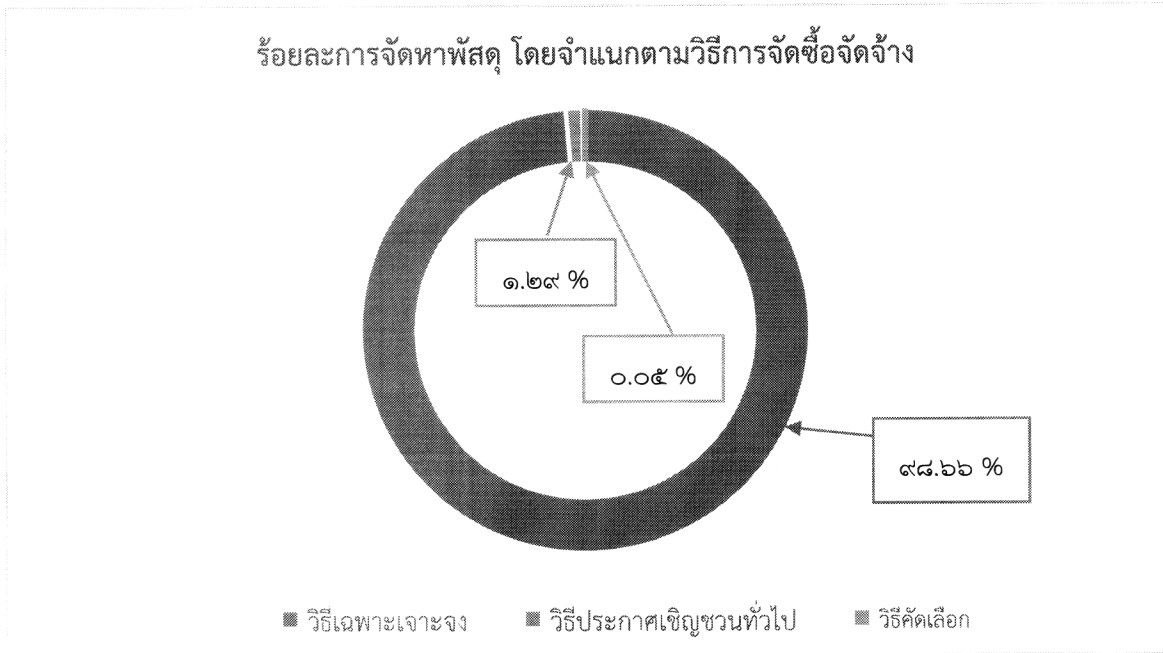 ร้อยละการจัดหาพัสดุ โดยจำแนกตามวิธีการจัดซื้อจัดจ้าง
๑.๒๙ %
๐.๐๕ %
๙๘.๖๖ %
วิธีเฉพาะเจาะจง วิธีประกาศเชิญชวนทั่วไป วิธีคัดเลือก